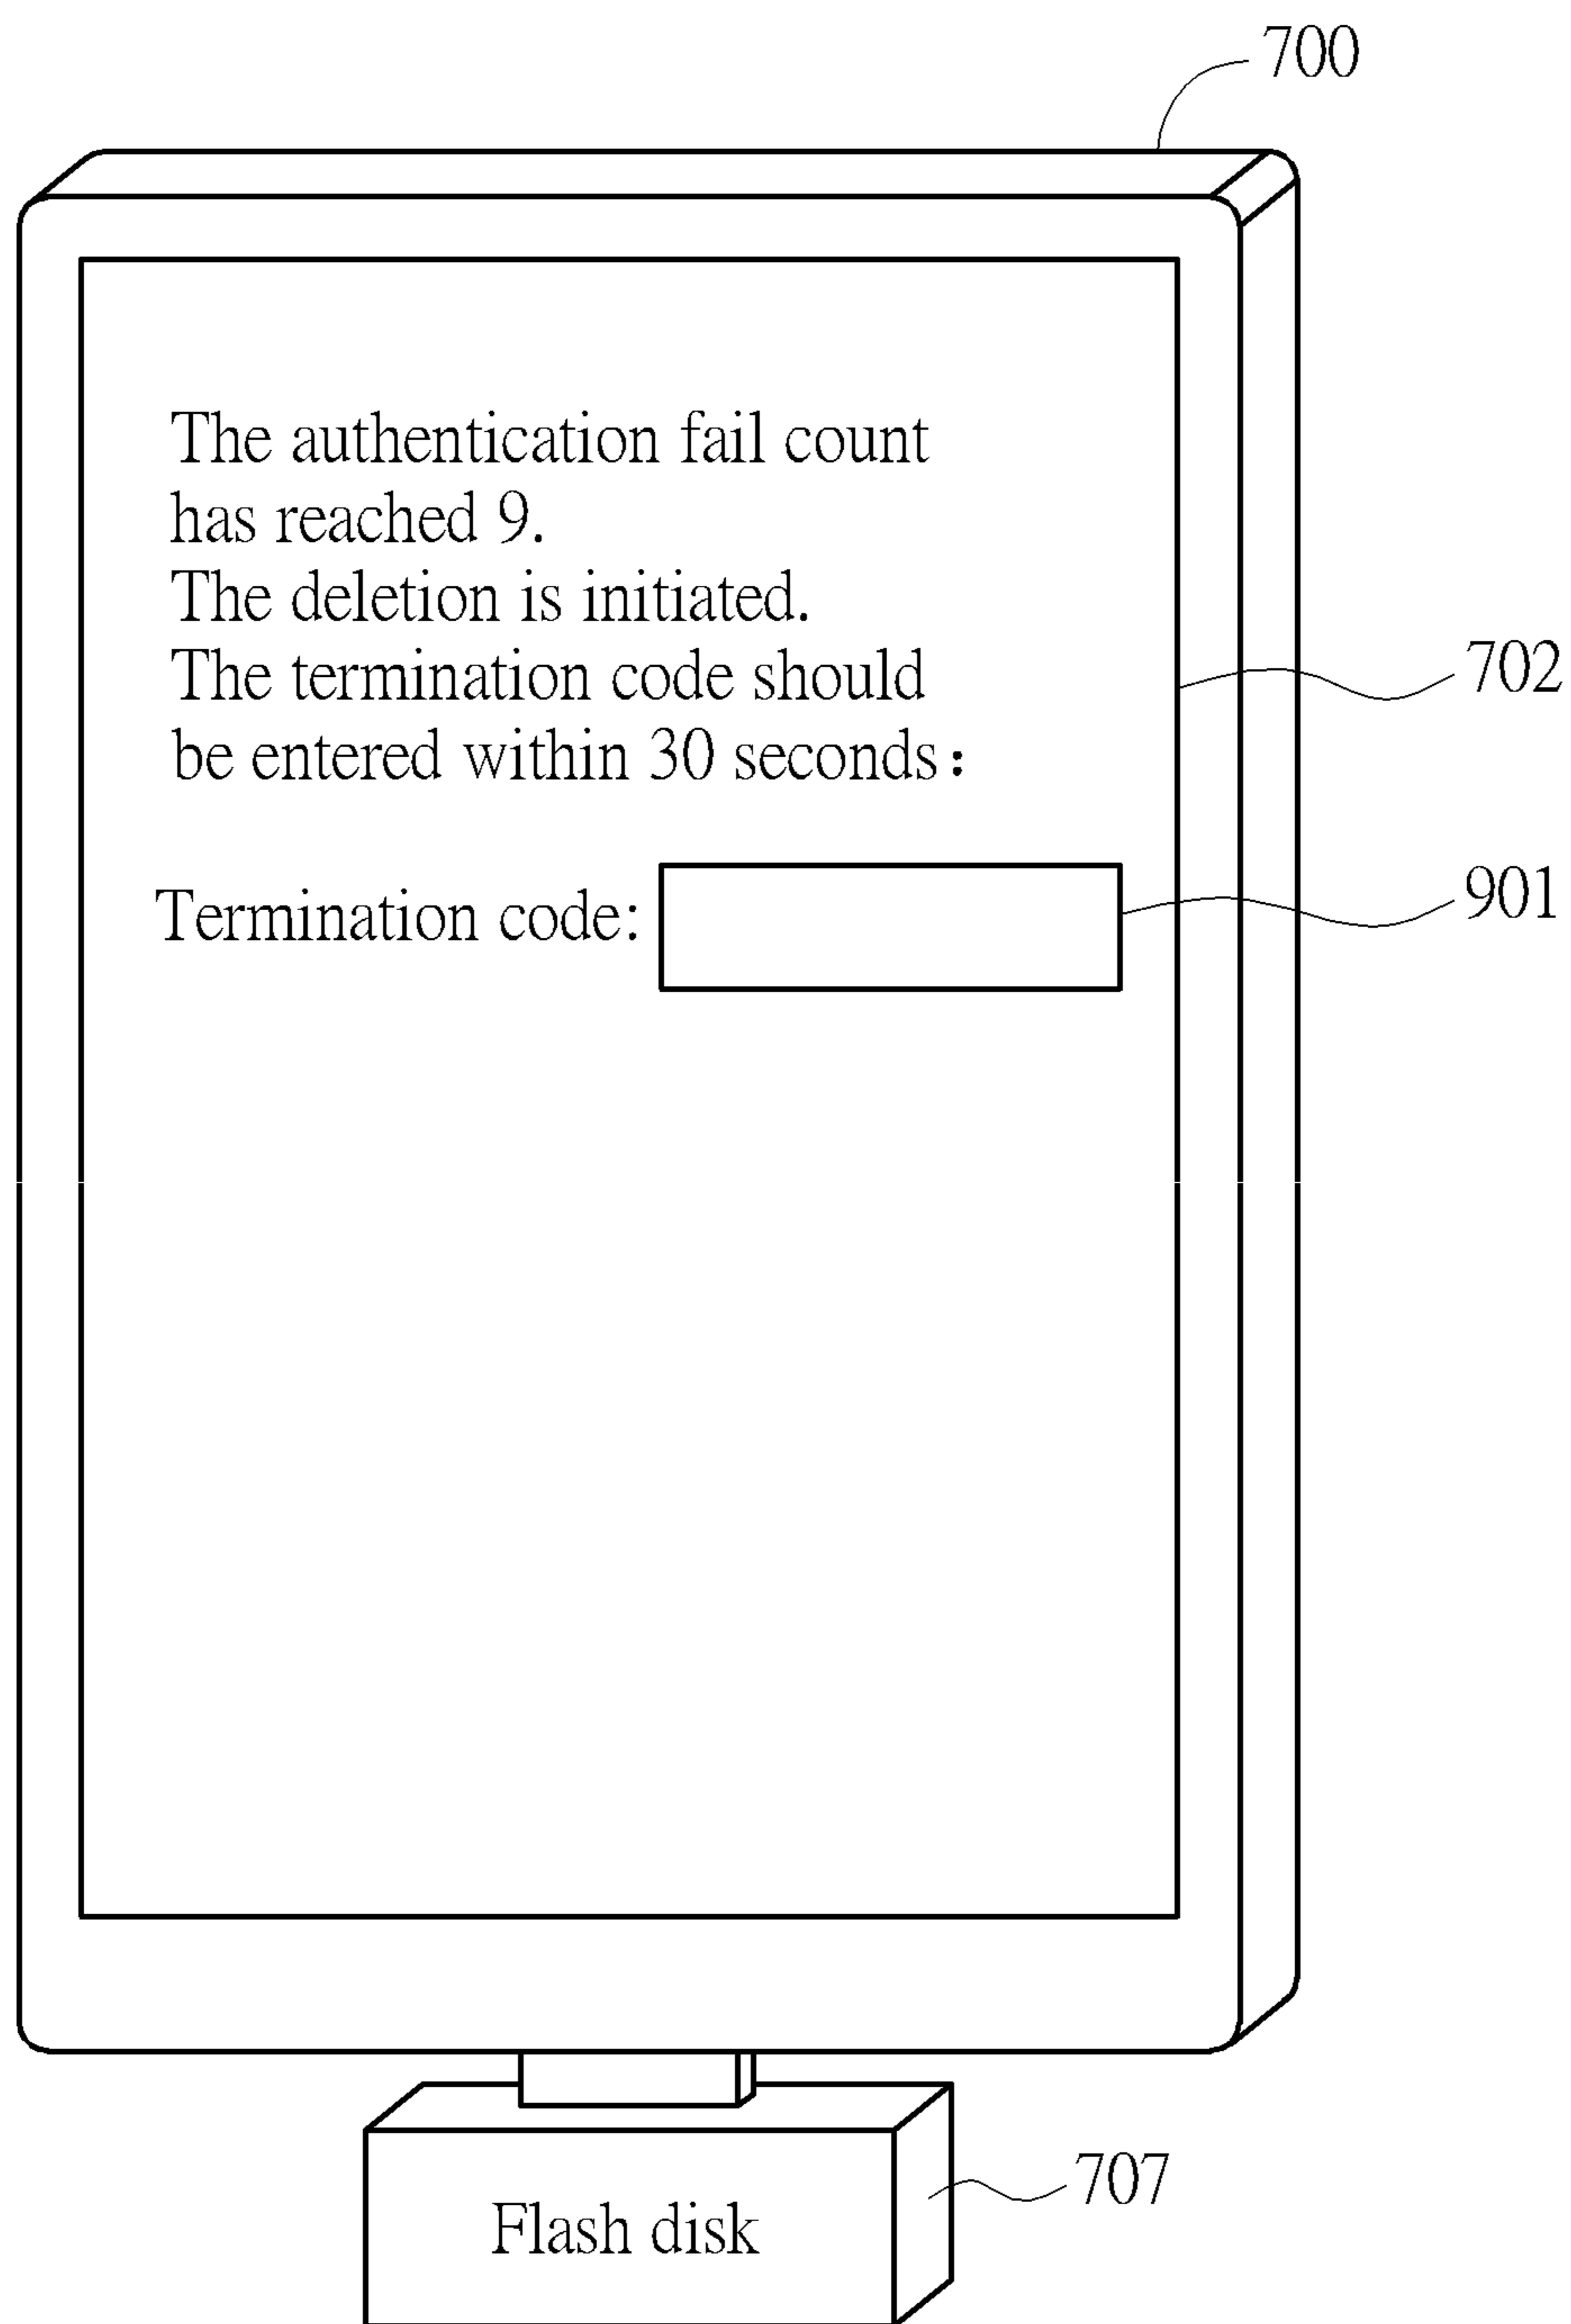 700
The authentication fail count
has reached 9.
The deletion is initiated.
The termination code should
be entered within 30 seconds:
702
Termination code:
901
Flash disk
707